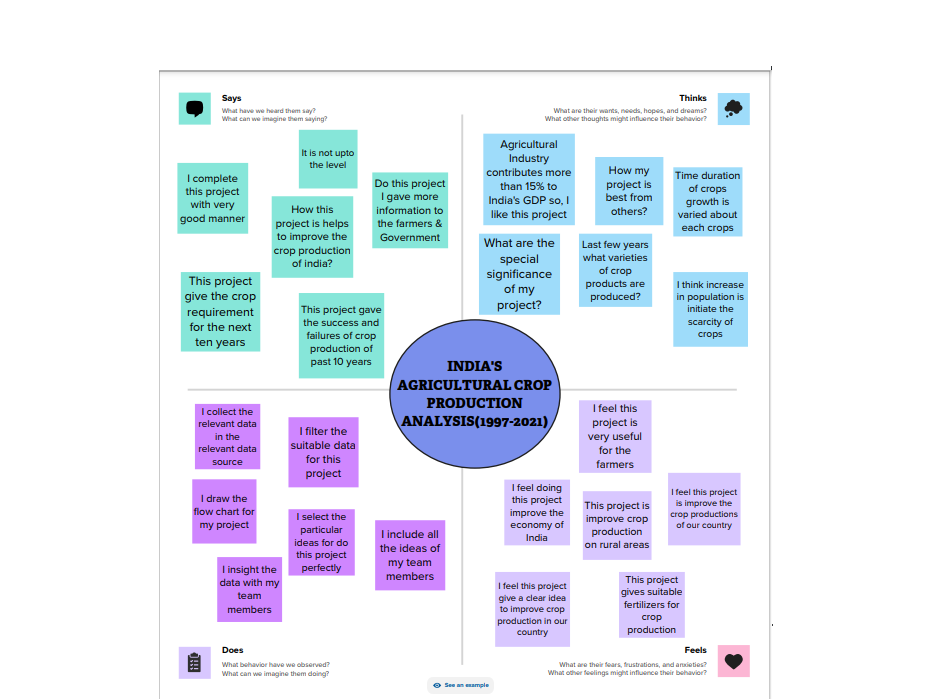 Says
What have we heard them say?
What can we imagine them saying?
Thinks
What are their wants, needs, hopes, and dreams?
What other thoughts might influence their behavior?
It is not upto
the level
I complete
this project
with very
good manner
Do this project
I gave more
information to
the farmers &
Government
How this
project is helps
to improve the
crop production
of india?
This project
give the crop
requirement
for the next
ten years
This project gave
the success and
failures of crop
production of
past 10 years
Agricultural
Industry
contributes more
than 15% to
India's GDP so, I
like this project
How my
project is
best from
others?
Time duration
of crops
growth is
varied about
each crops
What are the
special
significance
of my
project?
Last few years
what varieties
of crop
products are
produced?
I think increase
in population is
initiate the
scarcity of
crops
INDIA'S
AGRICULTURAL CROP
PRODUCTION
ANALYSIS(1997-2021)
I collect the
relevant data
in the
relevant data
source
I filter the
suitable data
for this
project
I draw the
flow chart for
my project
I select the
particular
ideas for do
this project
perfectly
I include all
the ideas of
my team
members
I insight the
data with my
team
members
I feel this
project is
very useful
for the
farmers
I feel doing
this project
improve the
economy of
India
This project is
improve crop
production
on rural areas
I feel this project
is improve the
crop productions
of our country
I feel this project
give a clear idea
to improve crop
production in our
country
This project
gives suitable
fertilizers for
crop
production
Does
What behavior have we observed?
What can we imagine them doing?
Feels
What are their fears, frustrations, and anxieties?
What other feelings might influence their behavior?
See an example